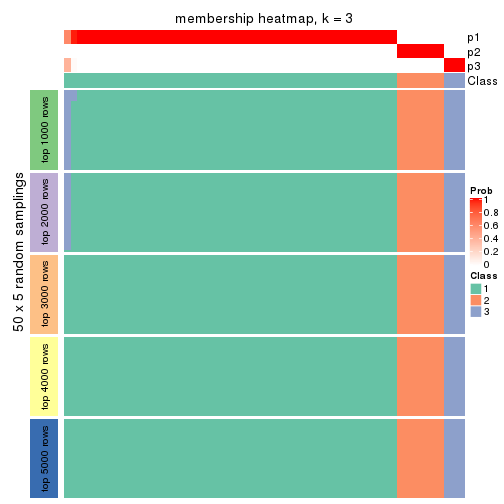 membership heatmap, k = 3
p1
p2
p3
Class
50 x 5 random samplings
top 1000 rows
top 2000 rows
top 3000 rows
top 4000 rows
top 5000 rows
Prob
1
0.8
0.6
0.4
0.2
0
Class
1
2
3